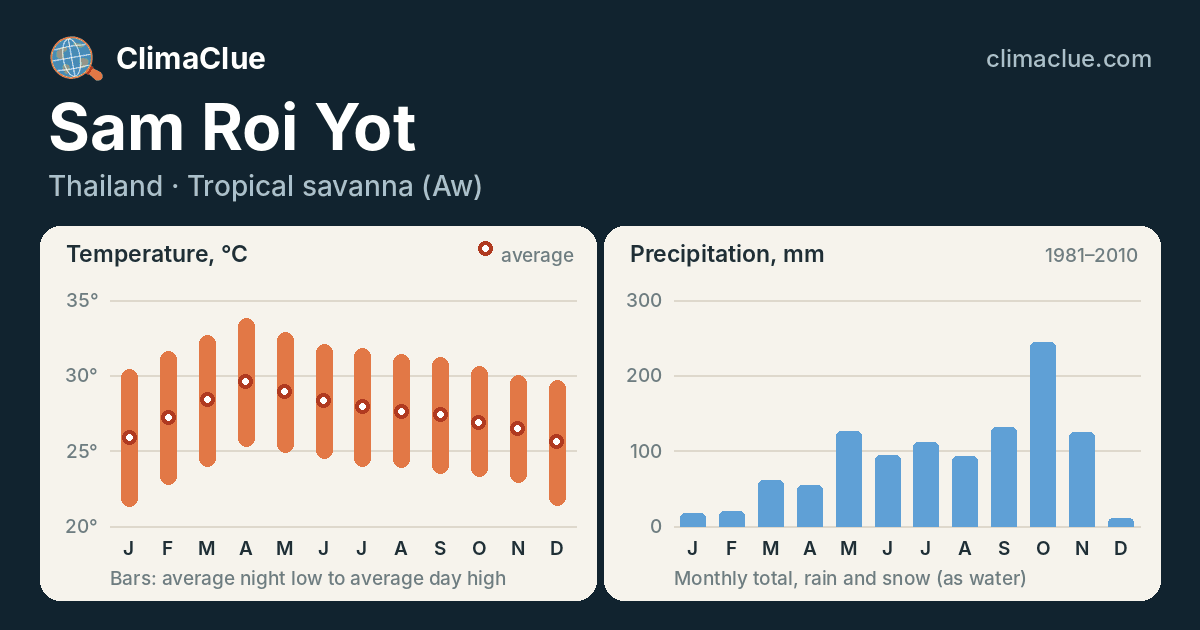 ClimaClue
climaclue.com
Sam Roi Yot
Thailand · Tropical savanna (Aw)
Temperature, °C
average
35°
30°
25°
20°
J F M A M J J A S O N D
Bars: average night low to average day high
Precipitation, mm
1981–2010
300
200
100
0
J F M A M J J A S O N D
Monthly total, rain and snow (as water)